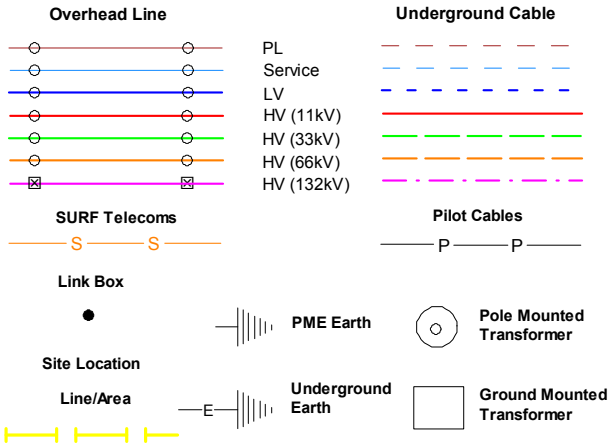 Overhead Line
Underground Cable
PL
Service
LV
HV (11kV)
HV (33kV)
HV (66kV)
HV (132kV)
SURF Telecoms
Pilot Cables
S S
P P
Link Box
PME Earth
Pole Mounted
Transformer
Site Location
Line/Area
E
Underground
Earth
Ground Mounted
Transformer